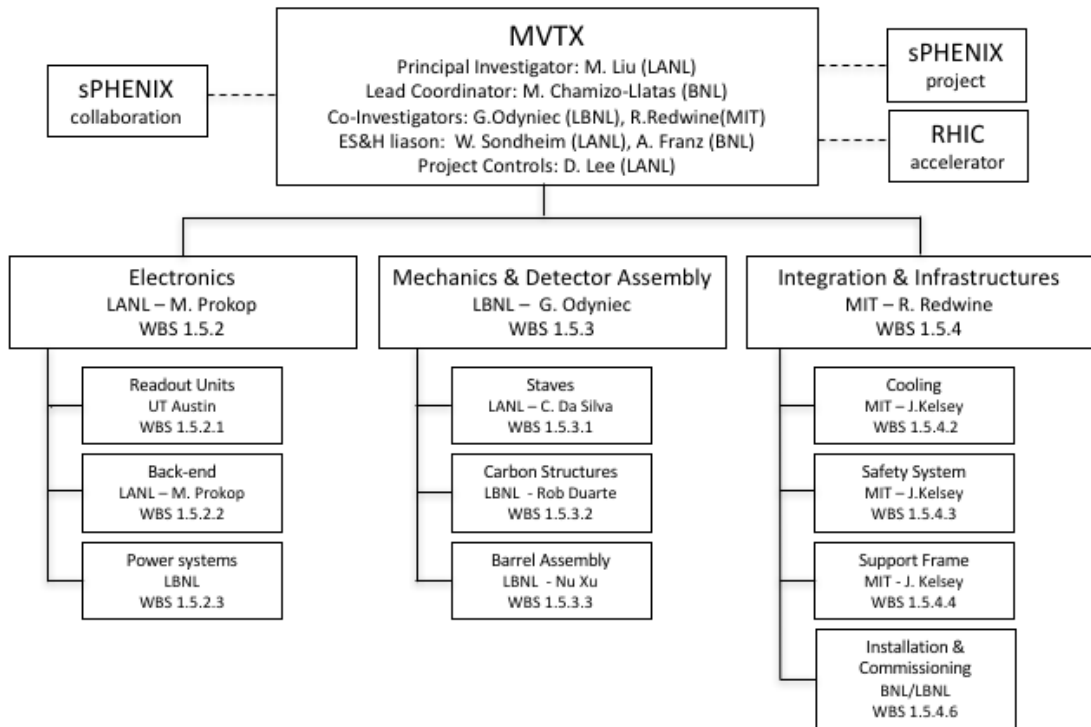 MVTX
Principal Investigator: M. Liu (LANL)
Lead Coordinator: M. Chamizo-Llatas (BNL)
Co-Investigators: G.Odyniec (LBNL), R.Redwine(MIT)
ES&H liason: W. Sondheim (LANL), A. Franz (BNL)
Project Controls: D. Lee (LANL)
sPHENIX
collaboration
sPHENIX
project
RHIC
accelerator
Electronics
LANL – M. Prokop
WBS 1.5.2
Readout Units
UT Austin
WBS 1.5.2.1
Back-end
LANL – M. Prokop
WBS 1.5.2.2
Power systems
LBNL
WBS 1.5.2.3
Mechanics & Detector Assembly
LBNL – G. Odyniec
WBS 1.5.3
Staves
LANL – C. Da Silva
WBS 1.5.3.1
Carbon Structures
LBNL - Rob Duarte
WBS 1.5.3.2
Barrel Assembly
LBNL - Nu Xu
WBS 1.5.3.3
Integration & Infrastructures
MIT – R. Redwine
WBS 1.5.4
Cooling
MIT – J.Kelsey
WBS 1.5.4.2
Safety System
MIT – J.Kelsey
WBS 1.5.4.3
Support Frame
MIT - J. Kelsey
WBS 1.5.4.4
Installation &
Commissioning
BNL/LBNL
WBS 1.5.4.6